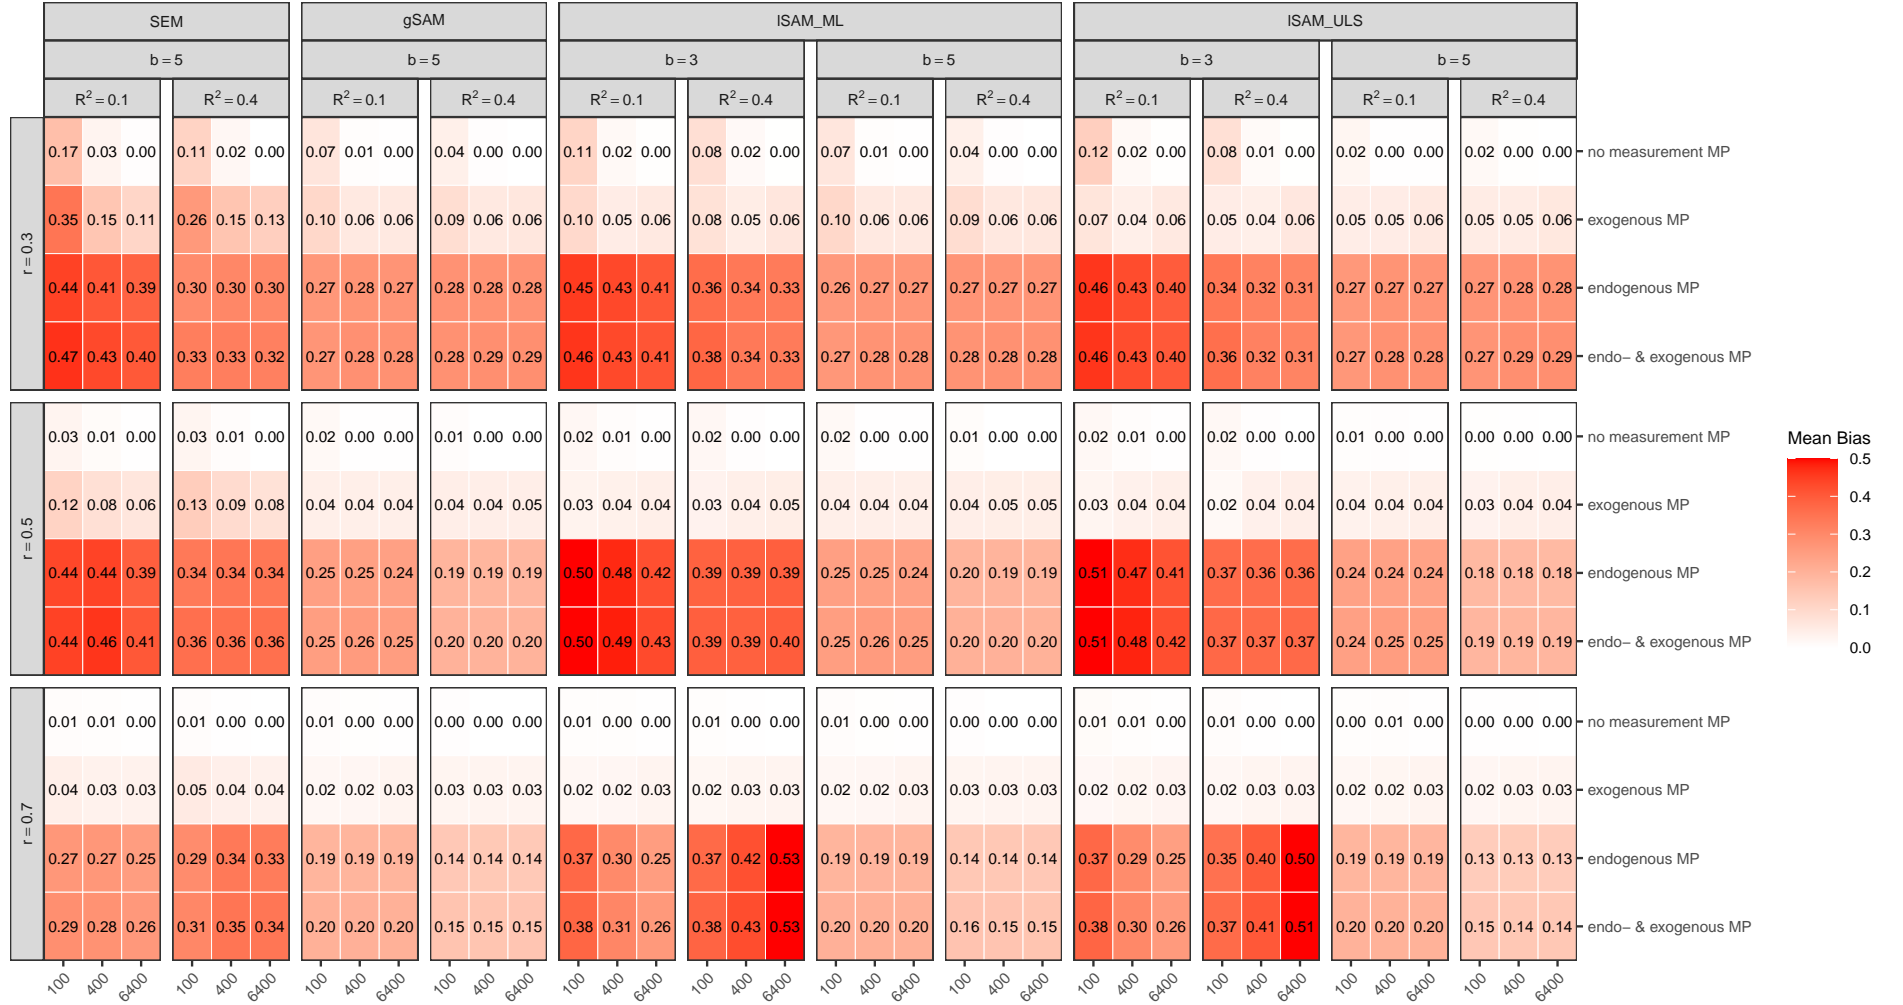 SEM gSAM lSAM_ML lSAM_ULS
b = 5 b = 5 b = 3 b = 5 b = 3 b = 5
R² = 0.1 R² = 0.4 R² = 0.1 R² = 0.4 R² = 0.1 R² = 0.4 R² = 0.1 R² = 0.4 R² = 0.1 R² = 0.4 R² = 0.1 R² = 0.4
r = 0.3
0.17 0.03 0.00 0.11 0.02 0.00 0.07 0.01 0.00 0.04 0.00 0.00 0.11 0.02 0.00 0.08 0.02 0.00 0.07 0.01 0.00 0.04 0.00 0.00 0.12 0.02 0.00 0.08 0.01 0.00 0.02 0.00 0.00 0.02 0.00 0.00 no measurement MP
0.35 0.15 0.11 0.26 0.15 0.13 0.10 0.06 0.06 0.09 0.06 0.06 0.10 0.05 0.06 0.08 0.05 0.06 0.10 0.06 0.06 0.09 0.06 0.06 0.07 0.04 0.06 0.05 0.04 0.06 0.05 0.05 0.06 0.05 0.05 0.06 exogenous MP
0.44 0.41 0.39 0.30 0.30 0.30 0.27 0.28 0.27 0.28 0.28 0.28 0.45 0.43 0.41 0.36 0.34 0.33 0.26 0.27 0.27 0.27 0.27 0.27 0.46 0.43 0.40 0.34 0.32 0.31 0.27 0.27 0.27 0.27 0.28 0.28 endogenous MP
0.47 0.43 0.40 0.33 0.33 0.32 0.27 0.28 0.28 0.28 0.29 0.29 0.46 0.43 0.41 0.38 0.34 0.33 0.27 0.28 0.28 0.28 0.28 0.28 0.46 0.43 0.40 0.36 0.32 0.31 0.27 0.28 0.28 0.27 0.29 0.29 endo− & exogenous MP
r = 0.5
0.03 0.01 0.00 0.03 0.01 0.00 0.02 0.00 0.00 0.01 0.00 0.00 0.02 0.01 0.00 0.02 0.00 0.00 0.02 0.00 0.00 0.01 0.00 0.00 0.02 0.01 0.00 0.02 0.00 0.00 0.01 0.00 0.00 0.00 0.00 0.00 no measurement MP
0.12 0.08 0.06 0.13 0.09 0.08 0.04 0.04 0.04 0.04 0.04 0.05 0.03 0.04 0.04 0.03 0.04 0.05 0.04 0.04 0.04 0.04 0.05 0.05 0.03 0.04 0.04 0.02 0.04 0.04 0.04 0.04 0.04 0.03 0.04 0.04 exogenous MP
0.44 0.44 0.39 0.34 0.34 0.34 0.25 0.25 0.24 0.19 0.19 0.19 0.50 0.48 0.42 0.39 0.39 0.39 0.25 0.25 0.24 0.20 0.19 0.19 0.51 0.47 0.41 0.37 0.36 0.36 0.24 0.24 0.24 0.18 0.18 0.18 endogenous MP
0.44 0.46 0.41 0.36 0.36 0.36 0.25 0.26 0.25 0.20 0.20 0.20 0.50 0.49 0.43 0.39 0.39 0.40 0.25 0.26 0.25 0.20 0.20 0.20 0.51 0.48 0.42 0.37 0.37 0.37 0.24 0.25 0.25 0.19 0.19 0.19 endo− & exogenous MP
r = 0.7
0.01 0.01 0.00 0.01 0.00 0.00 0.01 0.00 0.00 0.00 0.00 0.00 0.01 0.00 0.00 0.01 0.00 0.00 0.01 0.00 0.00 0.00 0.00 0.00 0.01 0.01 0.00 0.01 0.00 0.00 0.00 0.01 0.00 0.00 0.00 0.00 no measurement MP
0.04 0.03 0.03 0.05 0.04 0.04 0.02 0.02 0.03 0.03 0.03 0.03 0.02 0.02 0.03 0.02 0.03 0.03 0.02 0.02 0.03 0.03 0.03 0.03 0.02 0.02 0.03 0.02 0.03 0.03 0.02 0.02 0.03 0.02 0.03 0.03 exogenous MP
0.27 0.27 0.25 0.29 0.34 0.33 0.19 0.19 0.19 0.14 0.14 0.14 0.37 0.30 0.25 0.37 0.42 0.53 0.19 0.19 0.19 0.14 0.14 0.14 0.37 0.29 0.25 0.35 0.40 0.50 0.19 0.19 0.19 0.13 0.13 0.13 endogenous MP
0.29 0.28 0.26 0.31 0.35 0.34 0.20 0.20 0.20 0.15 0.15 0.15 0.38 0.31 0.26 0.38 0.43 0.53 0.20 0.20 0.20 0.16 0.15 0.15 0.38 0.30 0.26 0.37 0.41 0.51 0.20 0.20 0.20 0.15 0.14 0.14 endo− & exogenous MP
100 400 6400 100 400 6400 100 400 6400 100 400 6400 100 400 6400 100 400 6400 100 400 6400 100 400 6400 100 400 6400 100 400 6400 100 400 6400 100 400 6400
Mean Bias
0.5
0.4
0.3
0.2
0.1
0.0